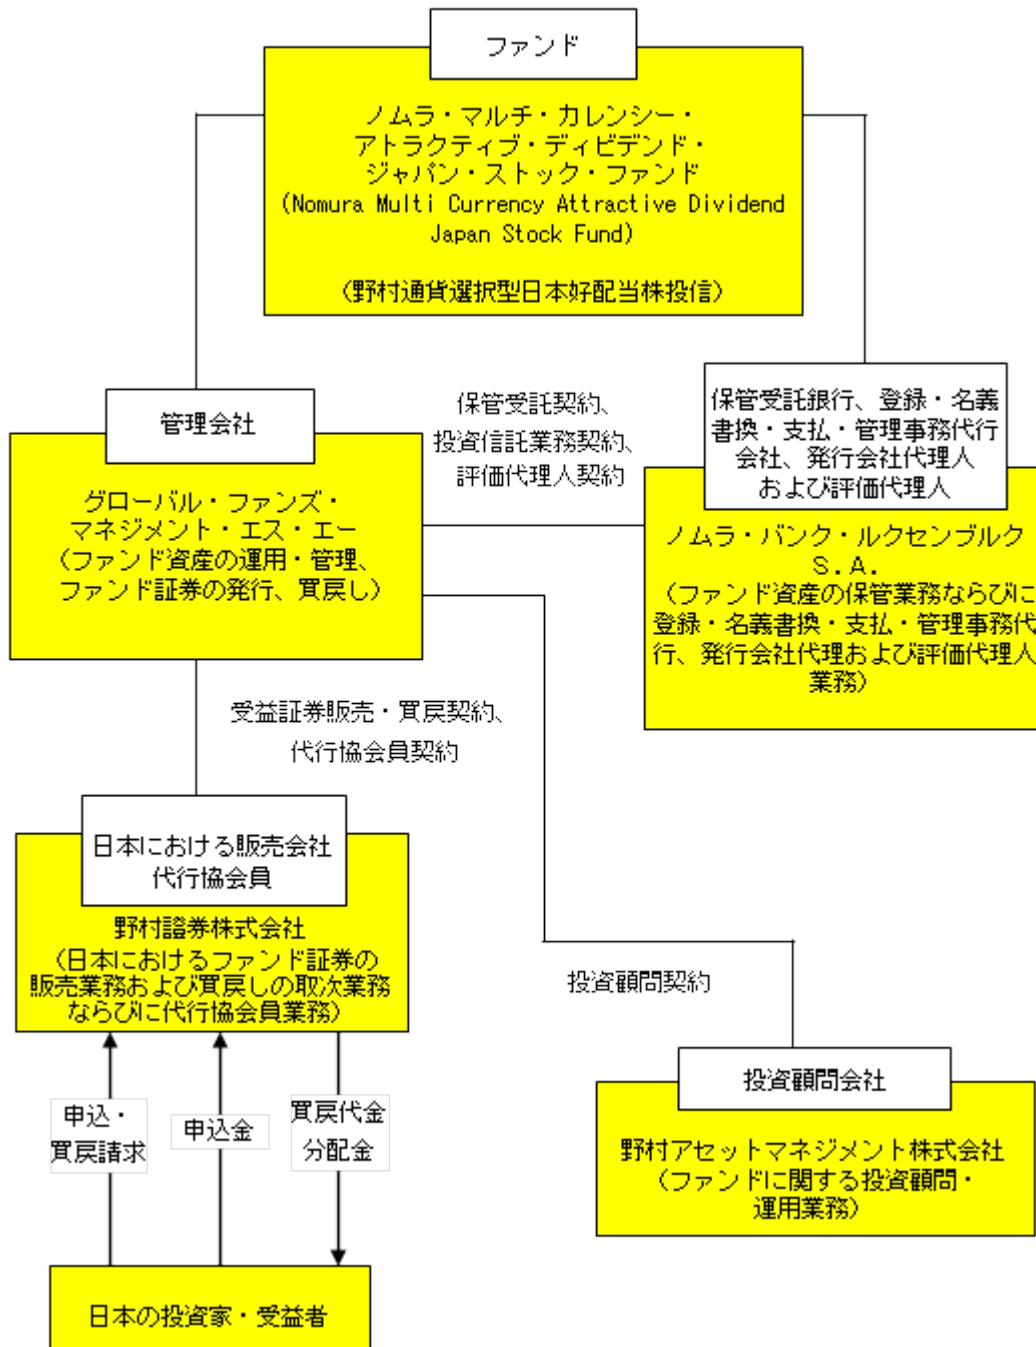 ファンド
ノムラ・マルチ・カレンシー・
アトラクティブ・ディビデンド・
ジャパン・ストック・ファンド
(Nomura Multi Currency Attractive Dividend
Japan Stock Fund)
(野村通貨選択型日本好配当株投信)
管理会社
グローバル・ファンズ・
マネジメント・エス・エー
(ファンド資産の運用・管理、
ファンド証券の発行、買戻し)
保管受託契約、
投資信託業務契約、
評価代理人契約
保管受託銀行、登録・名義
書換・支払・管理事務代行
会社、発行会社代理人
および評価代理人
ノムラ・バンク・ルクセンブルク
S.A.
(ファンド資産の保管業務ならびに
登録・名義書換・支払・管理事務代
行、発行会社代理および評価代理人
業務)
受益証券販売・買戻契約、
代行協会員契約
日本における販売会社
代行協会員
野村證券株式会社
(日本におけるファンド証券の
販売業務および買戻しの取次業務
ならびに代行協会員業務)
投資顧問契約
投資顧問会社
野村アセットマネジメント株式会社
(ファンドに関する投資顧問・
運用業務)
申込・
買戻請求
申込金
買戻代金
分配金
日本の投資家・受益者